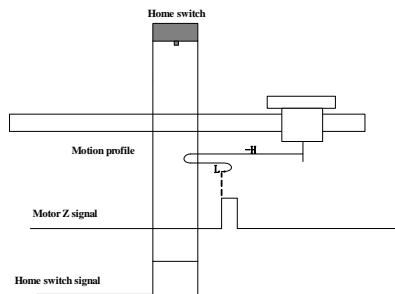 Home switch
Motion profile
-H
L
Motor Z signal
Home switch signal